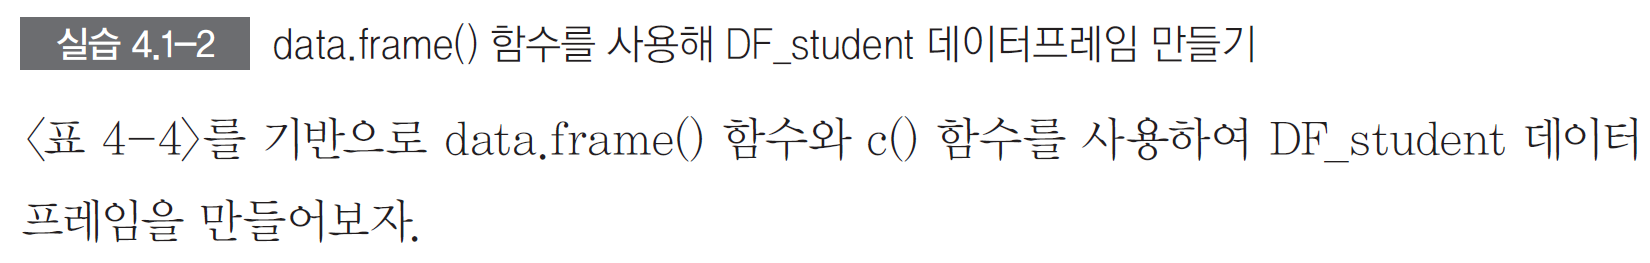 실습 4.1-2 data.frame() 함수를 사용해 DF_student 데이터프레임 만들기
〈표 4-4〉를 기반으로 data.frame() 함수와 c() 함수를 사용하여 DF_student 데이터
프레임을 만들어보자.